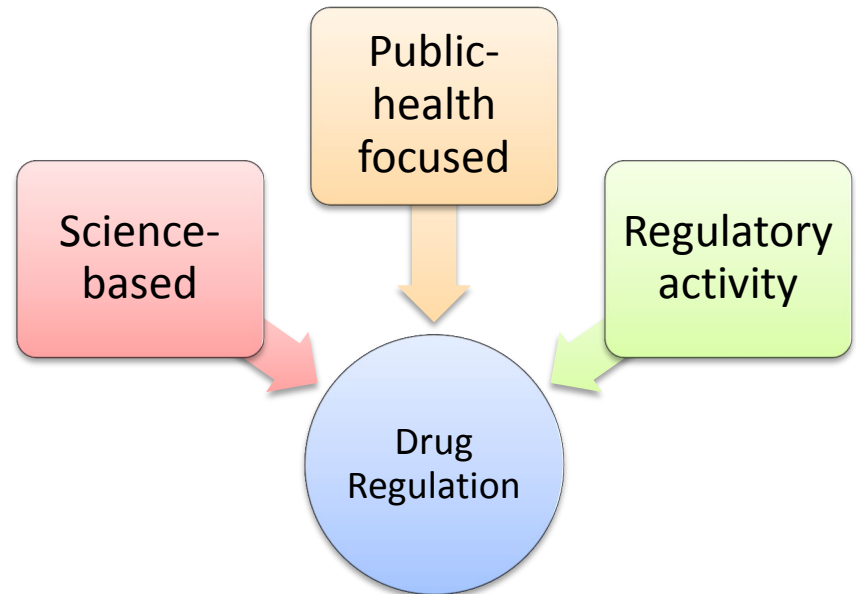 Public-
health
focused
Science-
based
Regulatory
activity
Drug
Regulation